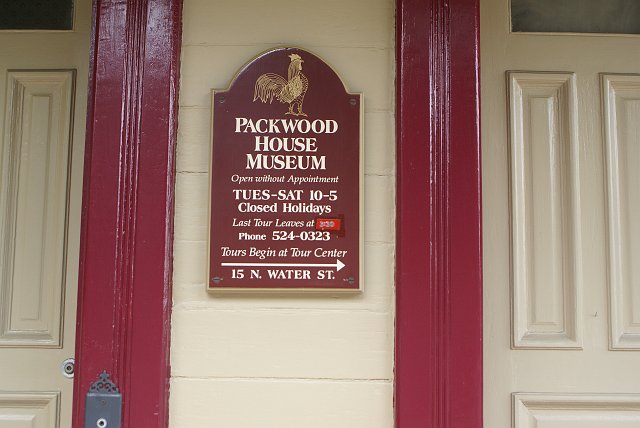 PACKWOOD
HOUSE
MUSEUM
Open without Appointment
TUES-SAT 10-5
Closed Holidays
Last Tour Leaves at
Phone 524-0323
Tours Begin at Tour Center
15 N. WATER ST.